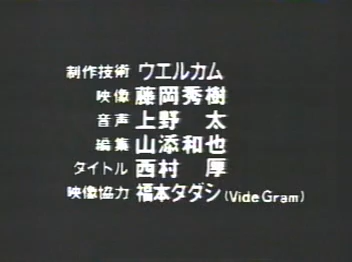 制作技術 ウエルカム
映像 藤岡秀樹
音声 上野 太
編集 山添和也
タイトル 西村 厚
映像協力 福本タダシ(VideGram)